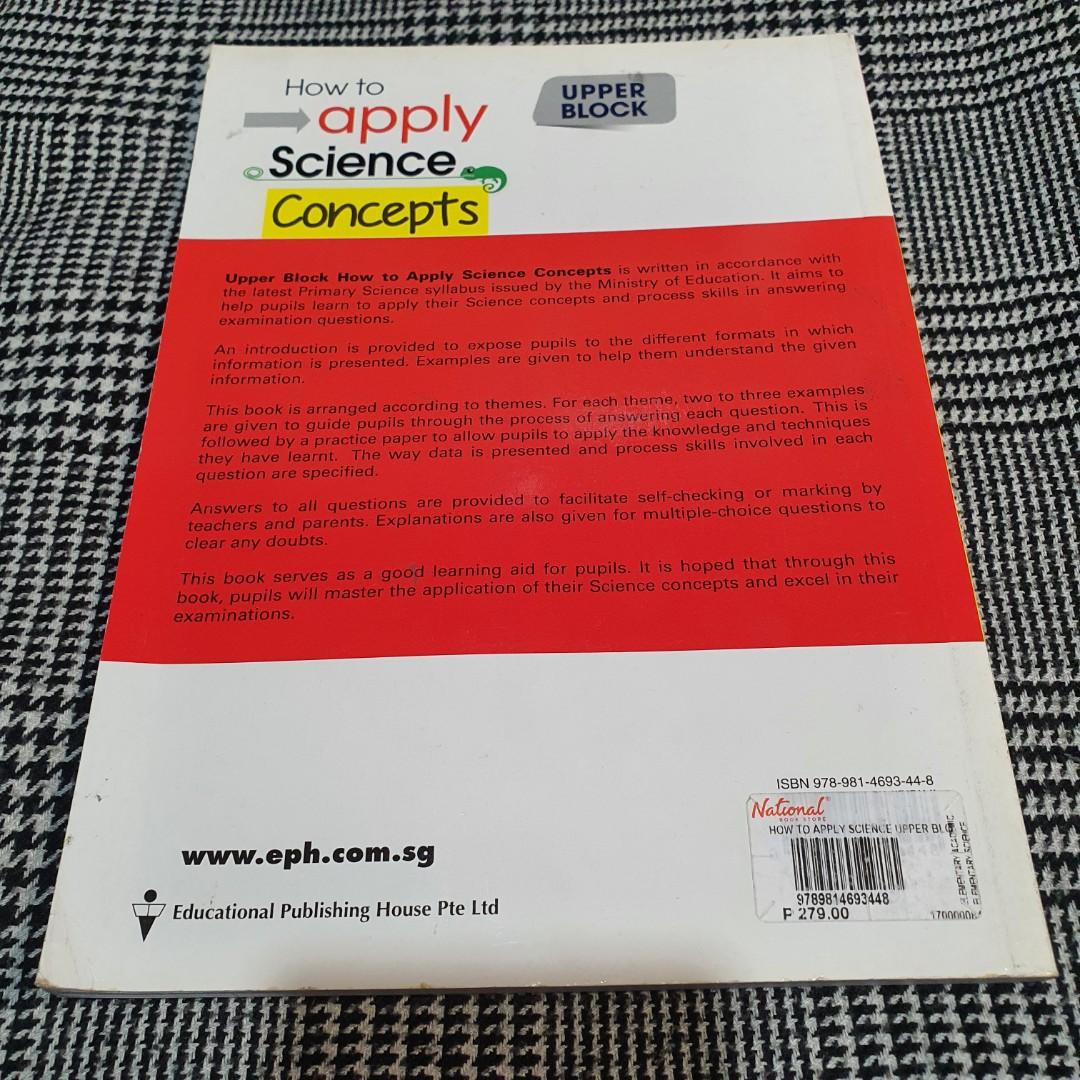 How to
apply
Science
Concepts
UPPER
BLOCK
Upper Block How to Apply Science Concepts is written in accordance with
the latest Primary Science syllabus issued by the Ministry of Education. It aims to
help pupils learn to apply their Science concepts and process skills in answering
examination questions.
An introduction is provided to expose pupils to the different formats in which
information is presented. Examples are given to help them understand the given
information.
This book is arranged according to themes. For each theme, two to three examples
are given to guide pupils through the process of answering each question. This is
followed by a practice paper to allow pupils to apply the knowledge and techniques
they have learnt. The way data is presented and process skills involved in each
question are specified.
Answers to all questions are provided to facilitate self-checking or marking by
teachers and parents. Explanations are also given for multiple-choice questions to
clear any doubts.
This book serves as a good learning aid for pupils. It is hoped that through this
book, pupils will master the application of their Science concepts and excel in their
examinations.
ISBN 978-981-4693-44-8
National
BOOK STORE
HOW TO APPLY SCIENCE UPPER BLO
9789814693448
P 279.00
ELEMENTARY ACADEMIC
ELEMENTARY SCIENCE
www.eph.com.sg
Educational Publishing House Pte Ltd